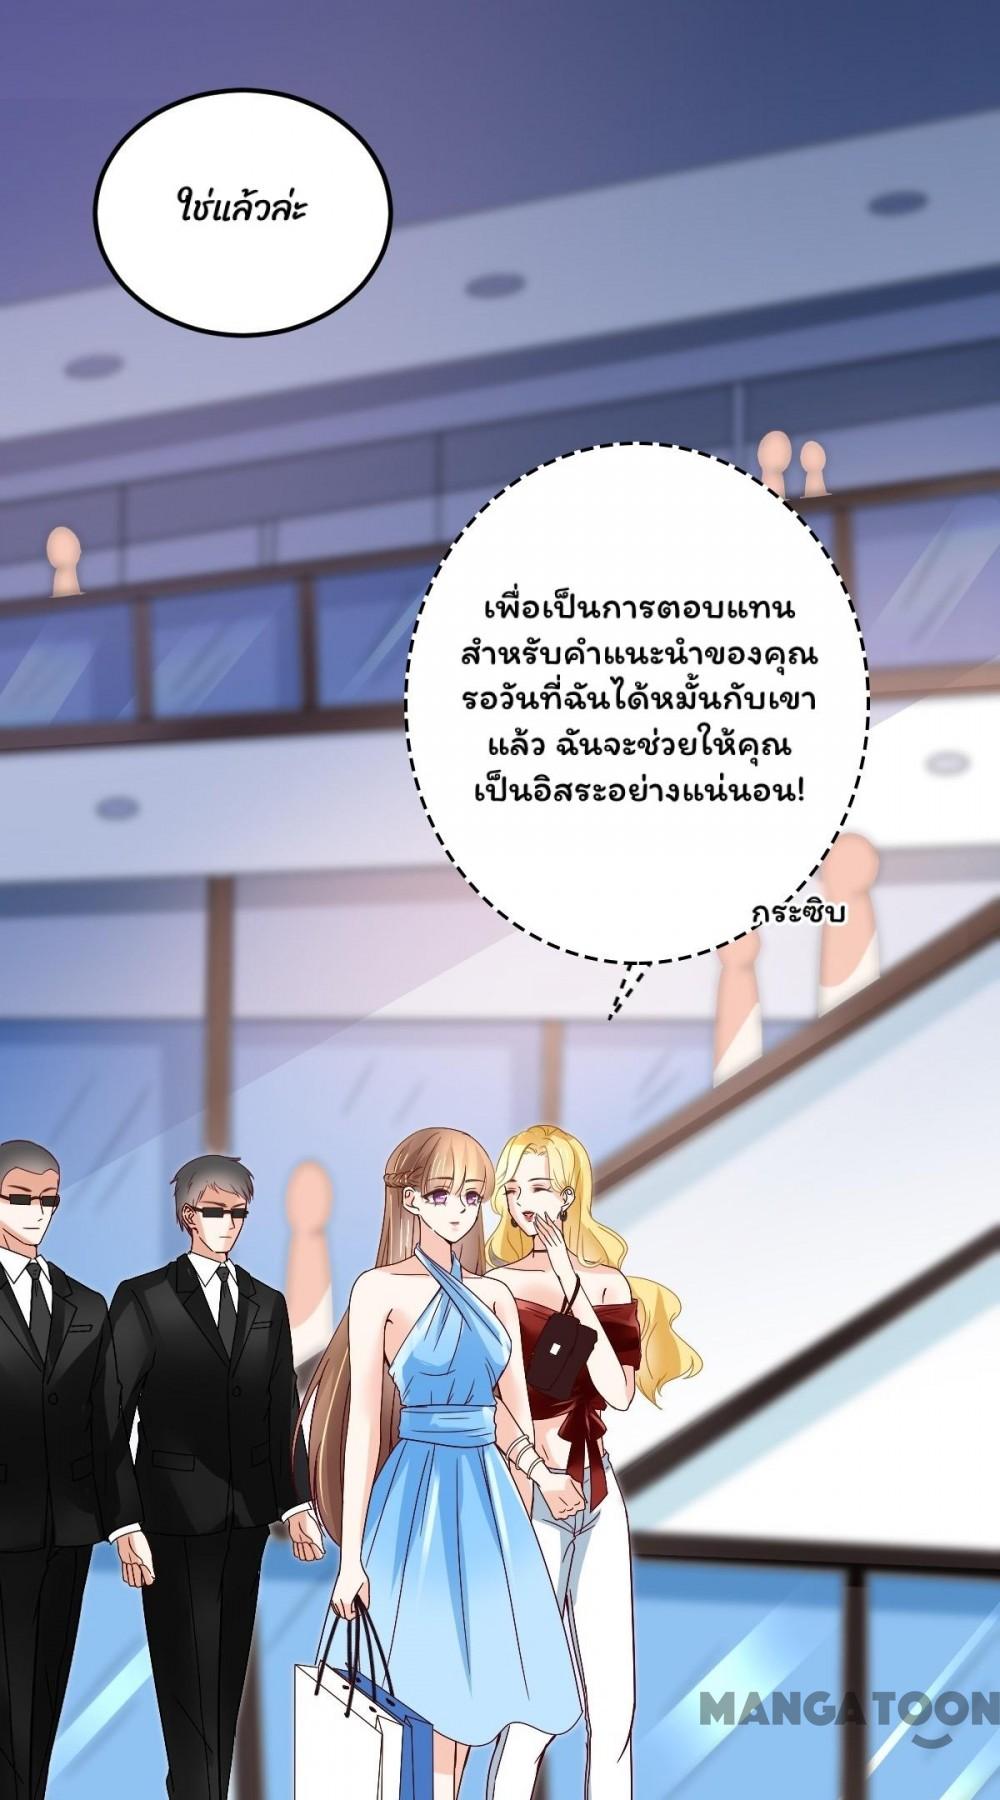 ใช่แล้วล่ะ
เพื่อเป็นการตอบแทน
สำหรับคำแนะนำของคุณ
รอวันที่ฉันได้หมั้นกับเขา
แล้ว ฉันจะช่วยให้คุณ
เป็นอิสระอย่างแน่นอน!
กระซิบ
MANGATOON